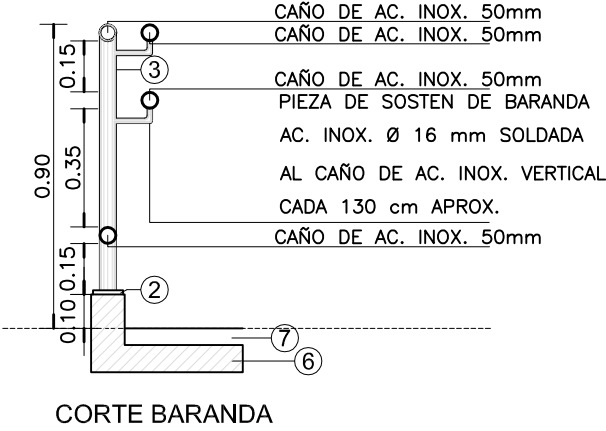 CAÑO DE AC. INOX. 50mm
CAÑO DE AC. INOX. 50mm
0.15
3
CAÑO DE AC. INOX. 50mm
PIEZA DE SOSTEN DE BARANDA
AC. INOX. Ø 16 mm SOLDADA
0.90
0.35
AL CAÑO DE AC. INOX. VERTICAL
CADA 130 cm APROX.
CAÑO DE AC. INOX. 50mm
0.15
2
0.10
7
6
CORTE BARANDA